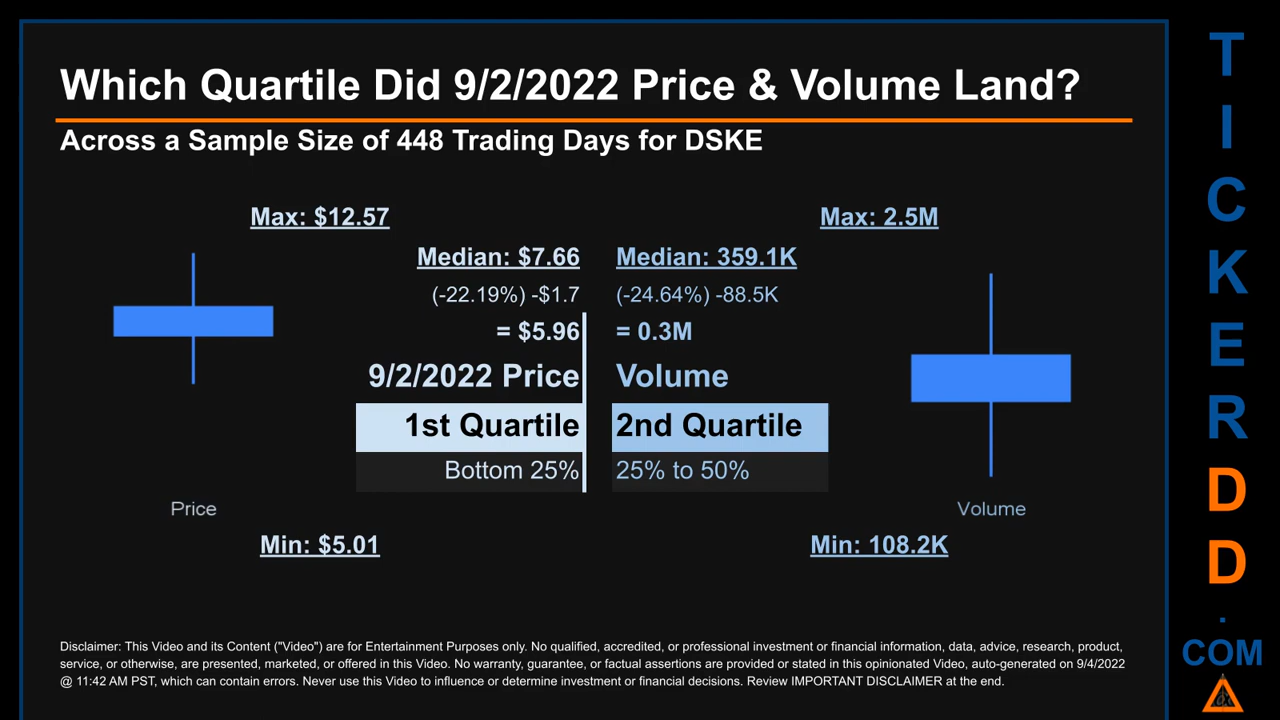 Which Quartile Did 9/2/2022 Price & Volume Land?
Across a Sample Size of 448 Trading Days for DSKE
Max: $12.57
Max: 2.5M
Median: $7.66
Median: 359.1K
(-22.19%) -$1.7
(-24.64%) -88.5K
= $5.96
= 0.3M
9/2/2022 Price
Volume
1st Quartile
2nd Quartile
Bottom 25%
25% to 50%
Price
Volume
Min: $5.01
Min: 108.2K
Disclaimer: This Video and its Content ("Video") are for Entertainment Purposes only. No qualified, accredited, or professional investment or financial information, data, advice, research, product,
service, or otherwise, are presented, marketed, or offered in this Video. No warranty, guarantee, or factual assertions are provided or stated in this opinionated Video, auto-generated on 9/4/2022
@ 11:42 AM PST, which can contain errors. Never use this Video to influence or determine investment or financial decisions. Review IMPORTANT DISCLAIMER at the end.
T
I
C
K
E
R
D
D
.
COM